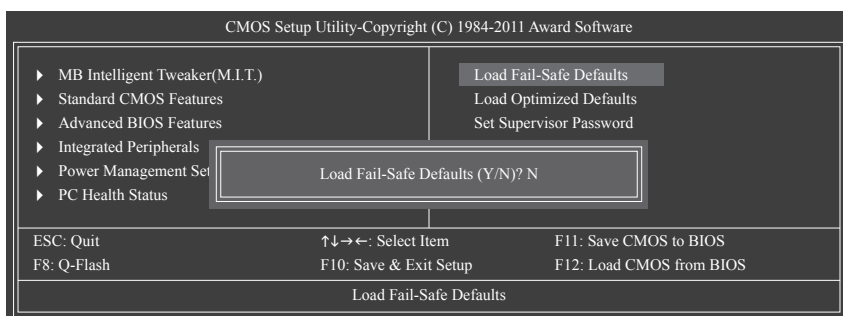 CMOS Setup Utility-Copyright (C) 1984-2011 Award Software
MB Intelligent Tweaker(M.I.T.)
Standard CMOS Features
Advanced BIOS Features
Integrated Peripherals
Power Management Set
PC Health Status
Load Fail-Safe Defaults
Load Optimized Defaults
Set Supervisor Password
Load Fail-Safe Defaults (Y/N)? N
ESC: Quit ↑↓→←: Select Item F11: Save CMOS to BIOS
F8: Q-Flash F10: Save & Exit Setup F12: Load CMOS from BIOS
Load Fail-Safe Defaults